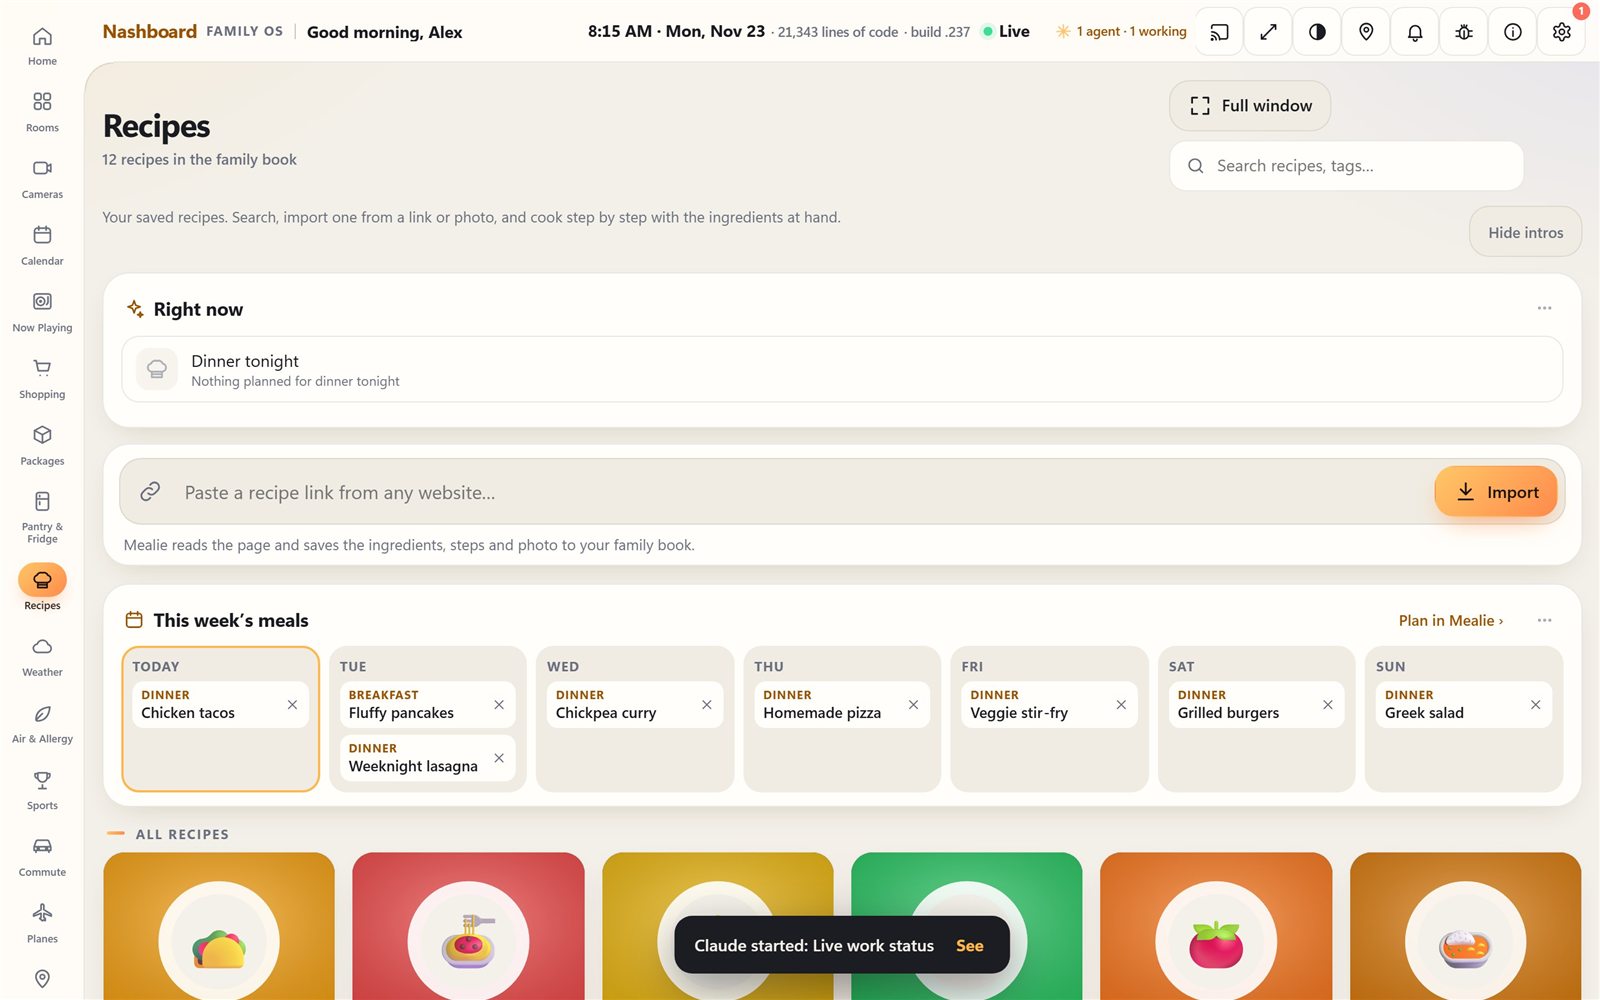 Nashboard FAMILY OS Good morning, Alex
8:15 AM · Mon, Nov 23 · 21,343 lines of code · build .237 Live
1 agent · 1 working
1
Home
Rooms
Cameras
Calendar
Now Playing
Shopping
Packages
Pantry &
Fridge
Recipes
Weather
Air & Allergy
Sports
Commute
Planes
Recipes
12 recipes in the family book
Full window
Search recipes, tags...
Your saved recipes. Search, import one from a link or photo, and cook step by step with the ingredients at hand.
Hide intros
Right now
Dinner tonight
Nothing planned for dinner tonight
Paste a recipe link from any website...
Import
Mealie reads the page and saves the ingredients, steps and photo to your family book.
This week's meals
Plan in Mealie ›
TODAY
DINNER
Chicken tacos
TUE
BREAKFAST
Fluffy pancakes
DINNER
Weeknight lasagna
WED
DINNER
Chickpea curry
THU
DINNER
Homemade pizza
FRI
DINNER
Veggie stir-fry
SAT
DINNER
Grilled burgers
SUN
DINNER
Greek salad
ALL RECIPES
Claude started: Live work status See